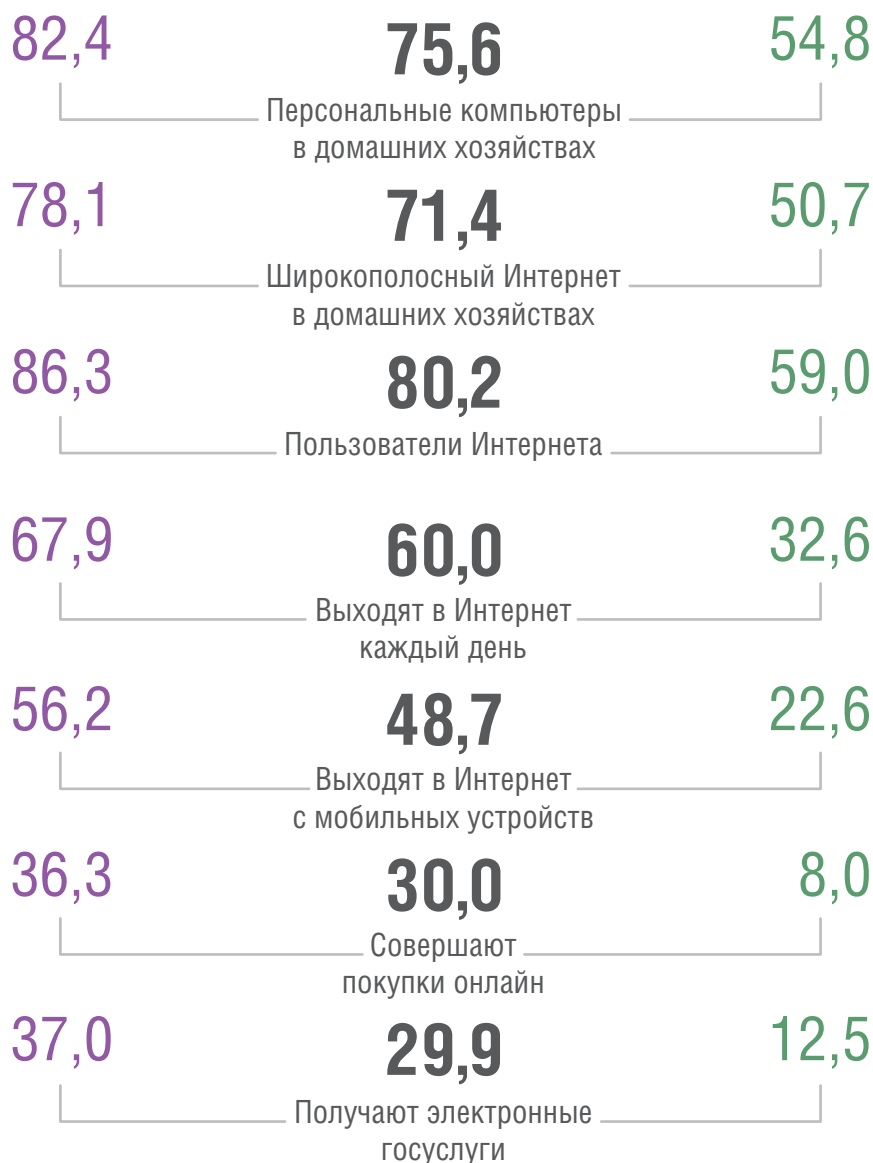 82,4 75,6 54,8
Персональные компьютеры
в домашних хозяйствах
78,1 71,4 50,7
Широкополосный Интернет
в домашних хозяйствах
86,3 80,2 59,0
Пользователи Интернета
67,9 60,0 32,6
Выходят в Интернет
каждый день
56,2 48,7 22,6
Выходят в Интернет
с мобильных устройств
36,3 30,0 8,0
Совершают
покупки онлайн
37,0 29,9 12,5
Получают электронные
госуслуги